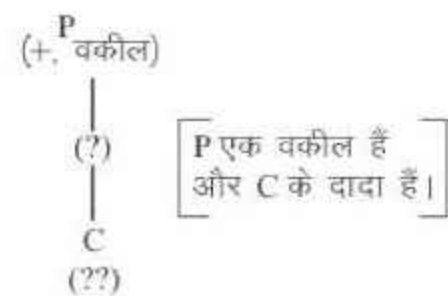 P
(+, वकील)
(?)
P एक वकील हैं
और C के दादा हैं।
C
(??)